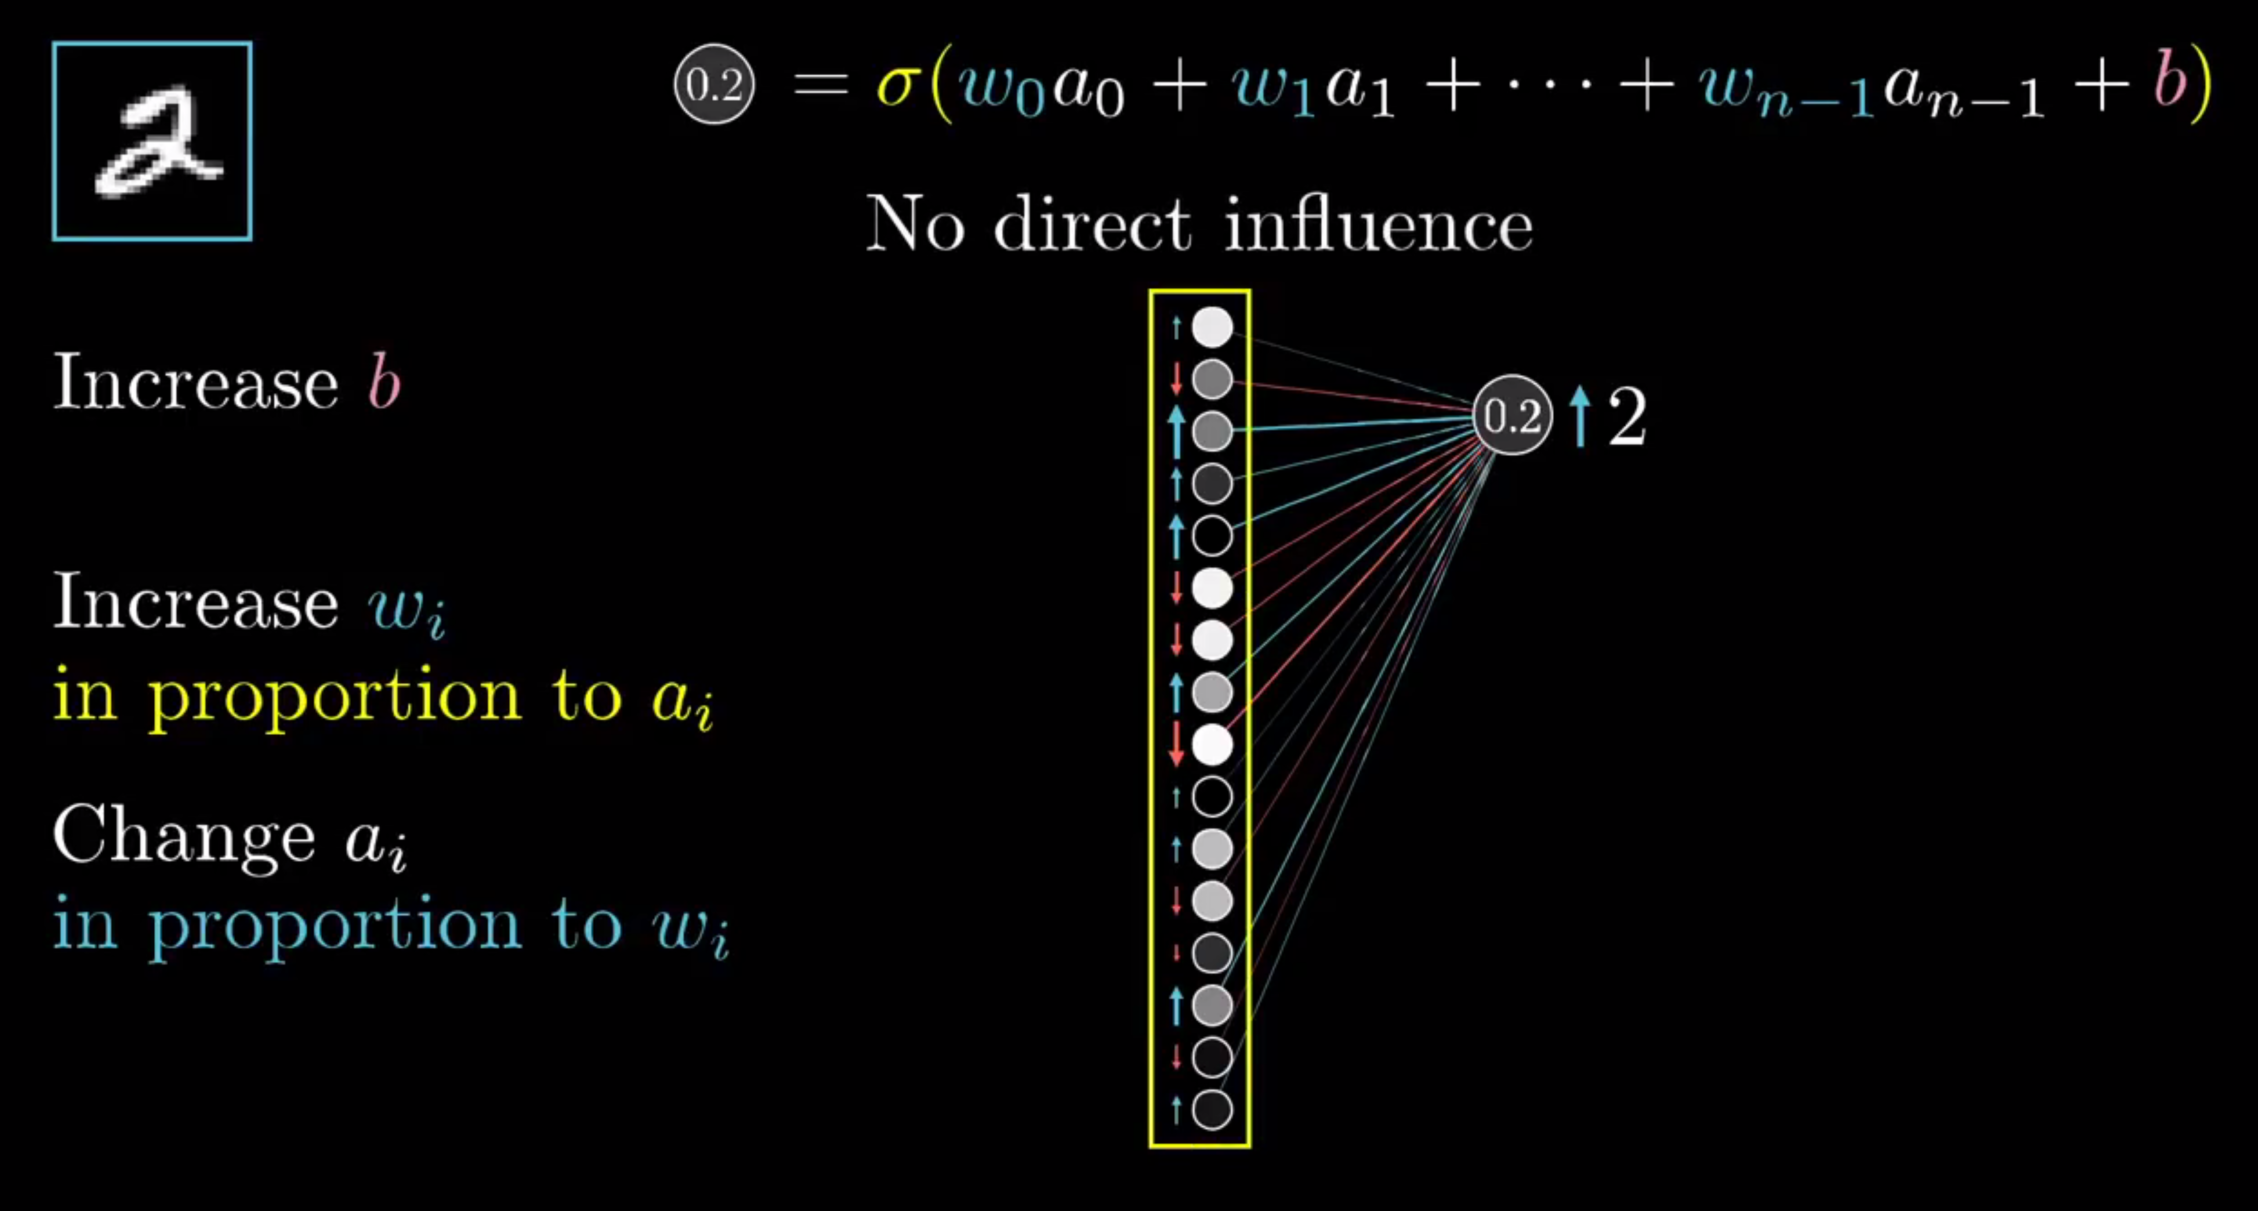 0.2 = σ(w₀a₀ + w₁a₁ + ··· + wₙ₋₁aₙ₋₁ + b)
No direct influence
Increase b
0.2 2
Increase wᵢ
in proportion to aᵢ
Change aᵢ
in proportion to wᵢ